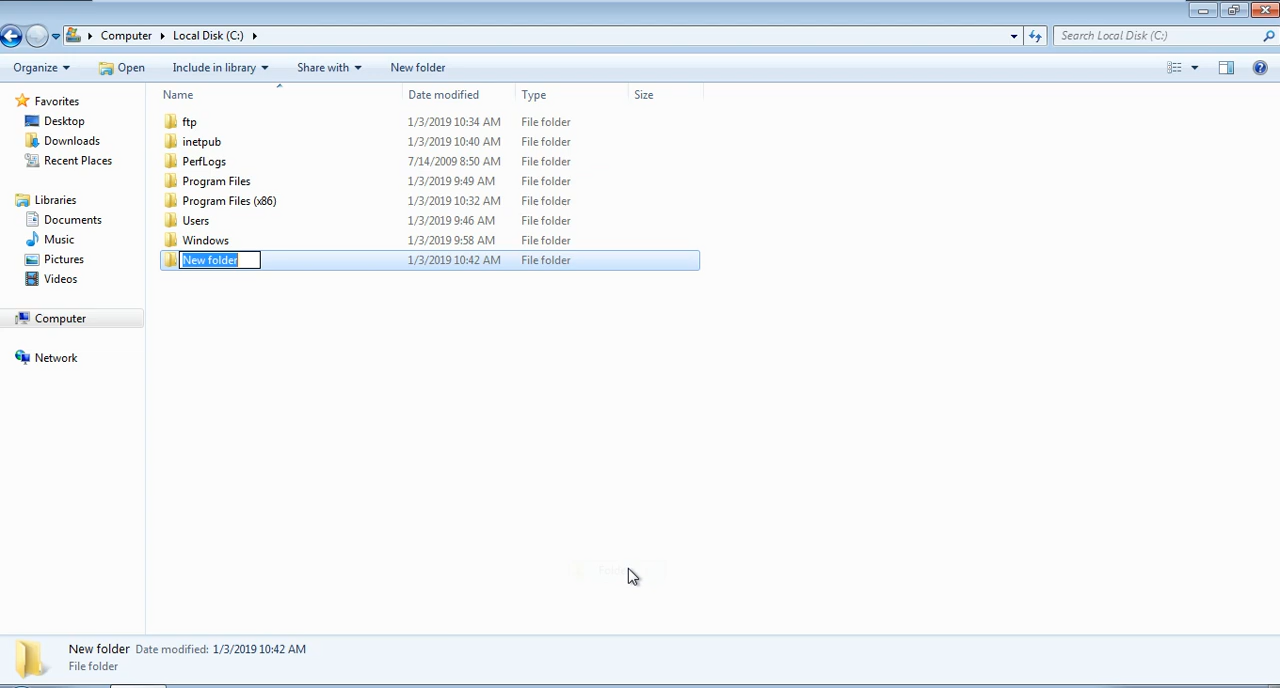 Computer Local Disk (C:) Search Local Disk (C:)
Organize Open Include in library Share with New folder
Name Date modified Type Size
Favorites
Desktop
Downloads
Recent Places
Libraries
Documents
Music
Pictures
Videos
Computer
Network
ftp 1/3/2019 10:34 AM File folder
inetpub 1/3/2019 10:40 AM File folder
PerfLogs 7/14/2009 8:50 AM File folder
Program Files 1/3/2019 9:49 AM File folder
Program Files (x86) 1/3/2019 10:32 AM File folder
Users 1/3/2019 9:46 AM File folder
Windows 1/3/2019 9:58 AM File folder
New folder 1/3/2019 10:42 AM File folder
New folder Date modified: 1/3/2019 10:42 AM
File folder